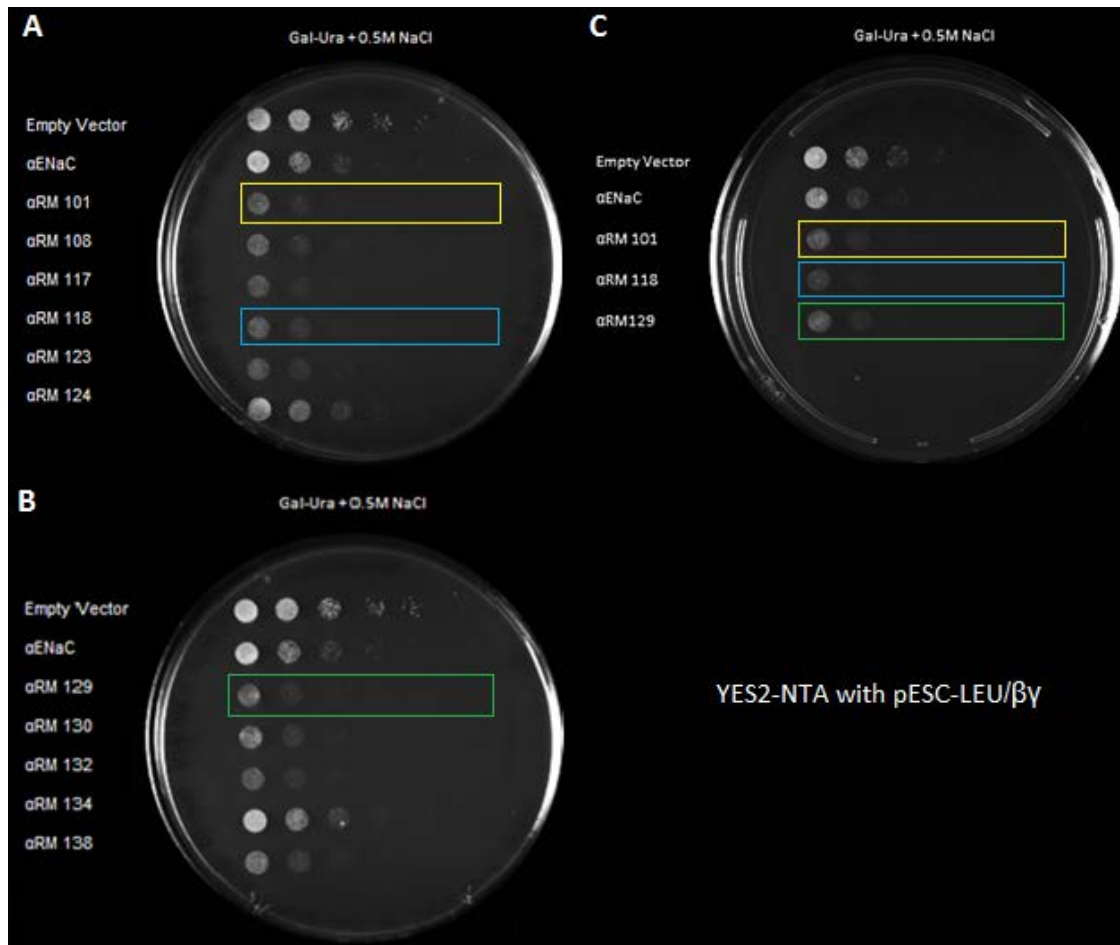 A
Gal-Ura + 0.5M NaCl
Empty Vector
αENaC
αRM 101
αRM 108
αRM 117
αRM 118
αRM 123
αRM 124
B
Gal-Ura + 0.5M NaCl
Empty 'Vector
αENaC
αRM 129
αRM 130
αRM 132
αRM 134
αRM 138
C
Gal-Ura + 0.5M NaCl
Empty Vector
αENaC
αRM 101
αRM 118
αRM129
YES2-NTA with pESC-LEU/βγ